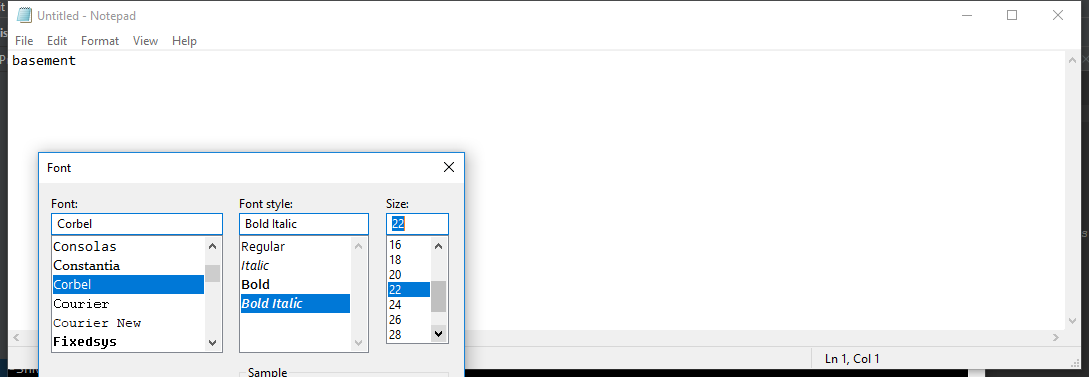 Untitled - Notepad
File Edit Format View Help
basement
Font
Font: Font style: Size:
Corbel Bold Italic 22
Consolas Regular 16
Constantia Italic 18
Corbel Bold 20
Courier Bold Italic 22
Courier New 24
Fixedsys 26
28
Ln 1, Col 1
Sample